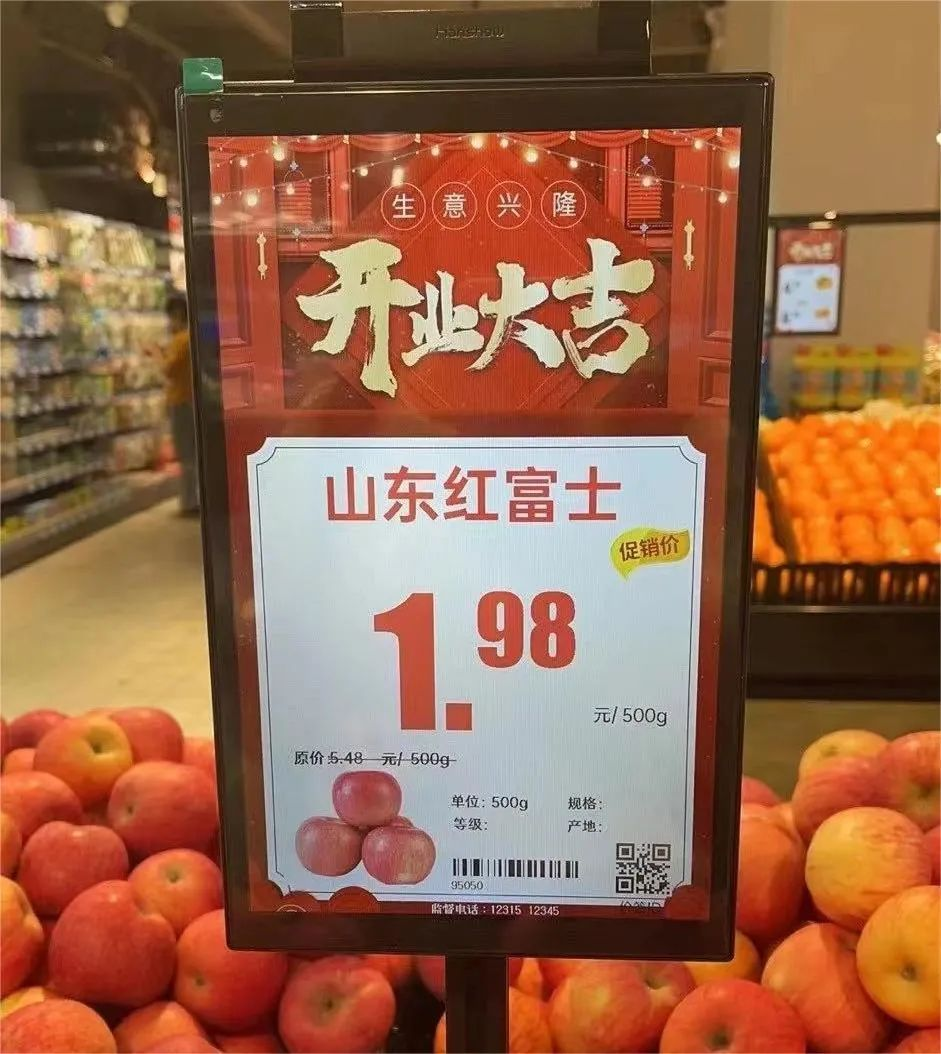 Hanshow
生意兴隆
开业大吉
山东红富士
促销价
1.98
元/500g
原价:5.48 元/500g
单位:500g 规格:
等级: 产地:
95050
监督电话:12315 12345